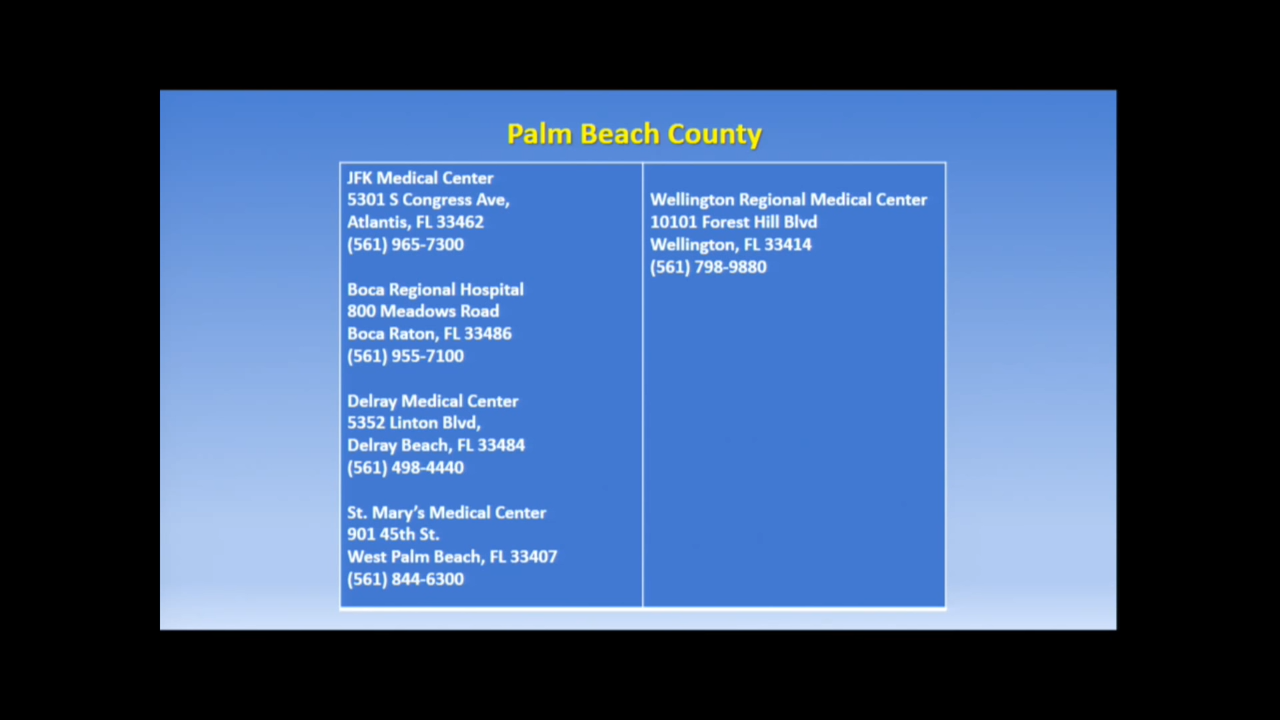 Palm Beach County
JFK Medical Center
5301 S Congress Ave,
Atlantis, FL 33462
(561) 965-7300
Boca Regional Hospital
800 Meadows Road
Boca Raton, FL 33486
(561) 955-7100
Delray Medical Center
5352 Linton Blvd,
Delray Beach, FL 33484
(561) 498-4440
St. Mary’s Medical Center
901 45th St.
West Palm Beach, FL 33407
(561) 844-6300
Wellington Regional Medical Center
10101 Forest Hill Blvd
Wellington, FL 33414
(561) 798-9880